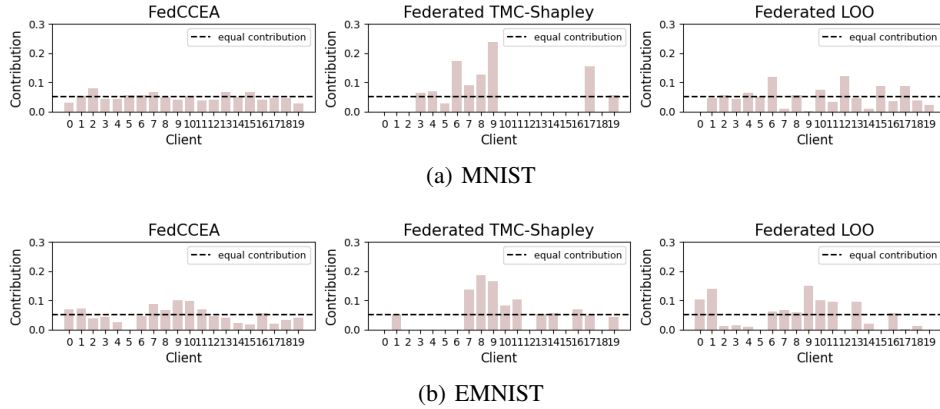 FedCCEA
Federated TMC-Shapley
Federated LOO
Contribution
0.3
0.2
0.1
0.0
equal contribution
0 1 2 3 4 5 6 7 8 9 10 11 12 13 14 15 16 17 18 19
Client
Contribution
0.3
0.2
0.1
0.0
equal contribution
0 1 2 3 4 5 6 7 8 9 10 11 12 13 14 15 16 17 18 19
Client
Contribution
0.3
0.2
0.1
0.0
equal contribution
0 1 2 3 4 5 6 7 8 9 10 11 12 13 14 15 16 17 18 19
Client
(a) MNIST
FedCCEA
Federated TMC-Shapley
Federated LOO
Contribution
0.3
0.2
0.1
0.0
equal contribution
0 1 2 3 4 5 6 7 8 9 10 11 12 13 14 15 16 17 18 19
Client
Contribution
0.3
0.2
0.1
0.0
equal contribution
0 1 2 3 4 5 6 7 8 9 10 11 12 13 14 15 16 17 18 19
Client
Contribution
0.3
0.2
0.1
0.0
equal contribution
0 1 2 3 4 5 6 7 8 9 10 11 12 13 14 15 16 17 18 19
Client
(b) EMNIST